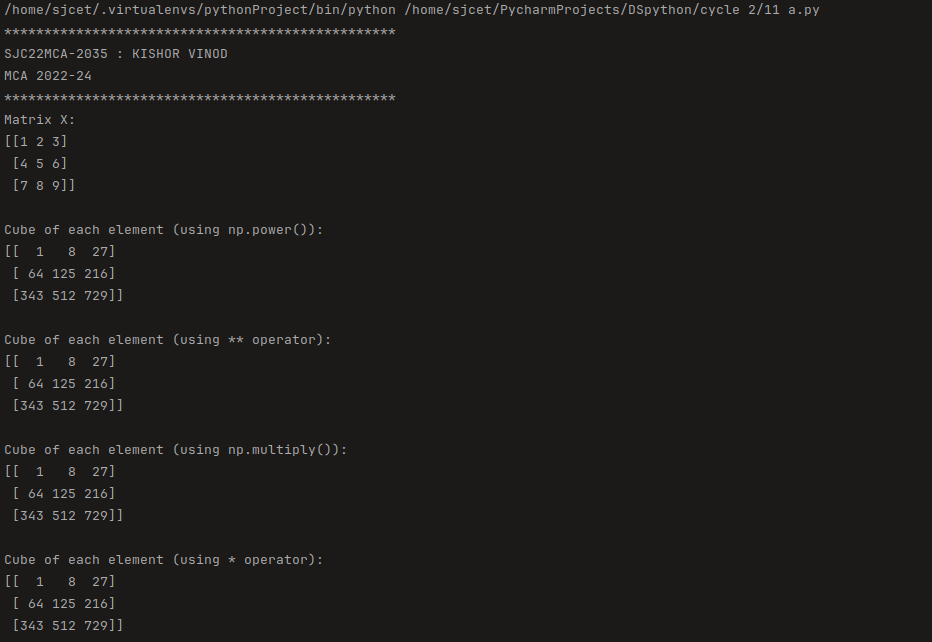 /home/sjcet/.virtualenvs/pythonProject/bin/python /home/sjcet/PycharmProjects/DSpython/cycle 2/11 a.py
*************************************************
SJC22MCA-2035 : KISHOR VINOD
MCA 2022-24
*************************************************
Matrix X:
[[1 2 3]
 [4 5 6]
 [7 8 9]]

Cube of each element (using np.power()):
[[  1   8  27]
 [ 64 125 216]
 [343 512 729]]

Cube of each element (using ** operator):
[[  1   8  27]
 [ 64 125 216]
 [343 512 729]]

Cube of each element (using np.multiply()):
[[  1   8  27]
 [ 64 125 216]
 [343 512 729]]

Cube of each element (using * operator):
[[  1   8  27]
 [ 64 125 216]
 [343 512 729]]